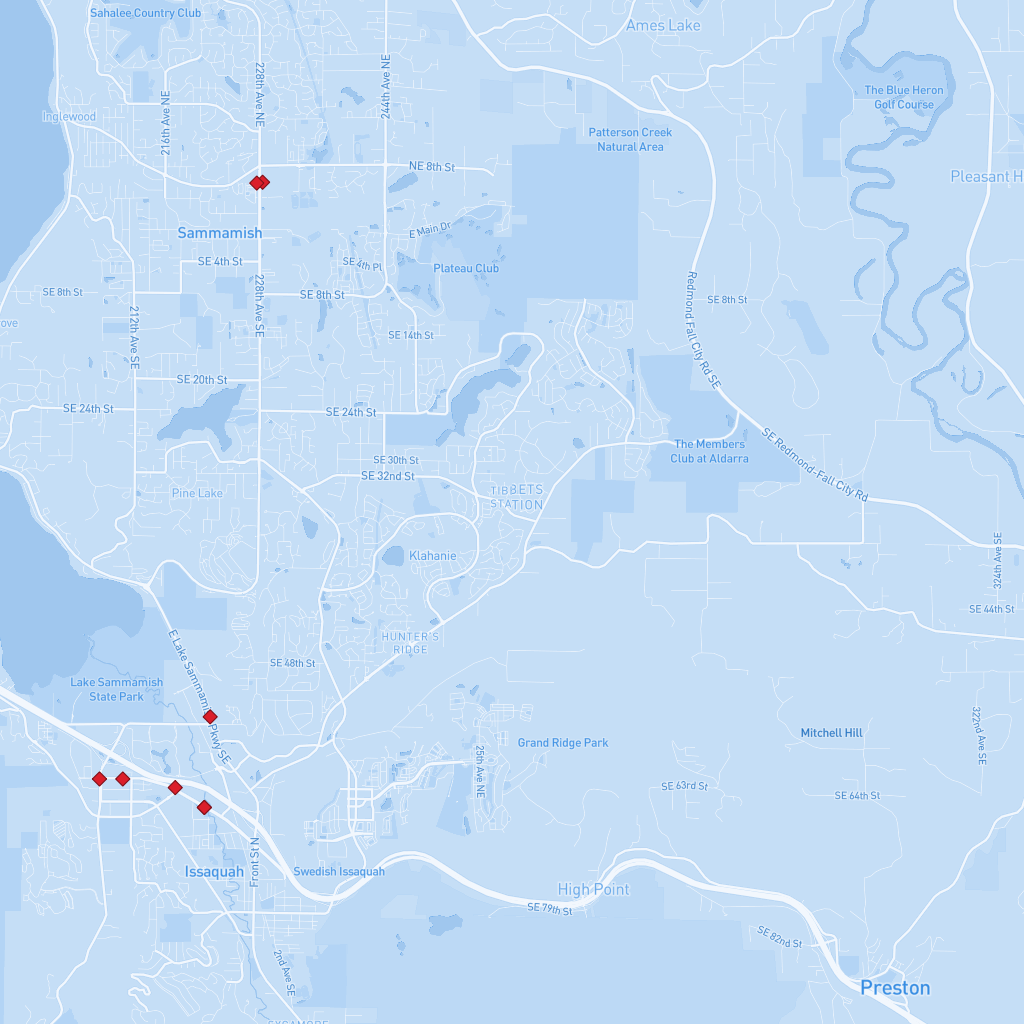 Sahalee Country Club
Ames Lake
228th Ave NE
244th Ave NE
216th Ave NE
The Blue Heron
Golf Course
Inglewood
Patterson Creek
Natural Area
NE 8th St
Pleasant H
Sammamish
E Main Dr
SE 4th St
SE 4th Pl
Plateau Club
SE 8th St
SE 8th St
SE 8th St
228th Ave SE
212th Ave SE
Redmond Fall City Rd SE
SE 14th St
SE 20th St
SE 24th St
SE 24th St
The Members
Club at Aldarra
SE Redmond-Fall City Rd
SE 30th St
SE 32nd St
Pine Lake
TIBBETS
STATION
Klahanie
324th Ave SE
SE 44th St
HUNTER'S
RIDGE
E Lake Sammamish Pkwy SE
SE 48th St
Lake Sammamish
State Park
322nd Ave SE
Mitchell Hill
Grand Ridge Park
25th Ave NE
SE 63rd St
SE 64th St
Front St N
Issaquah
Swedish Issaquah
High Point
SE 79th St
SE 82nd St
2nd Ave SE
Preston